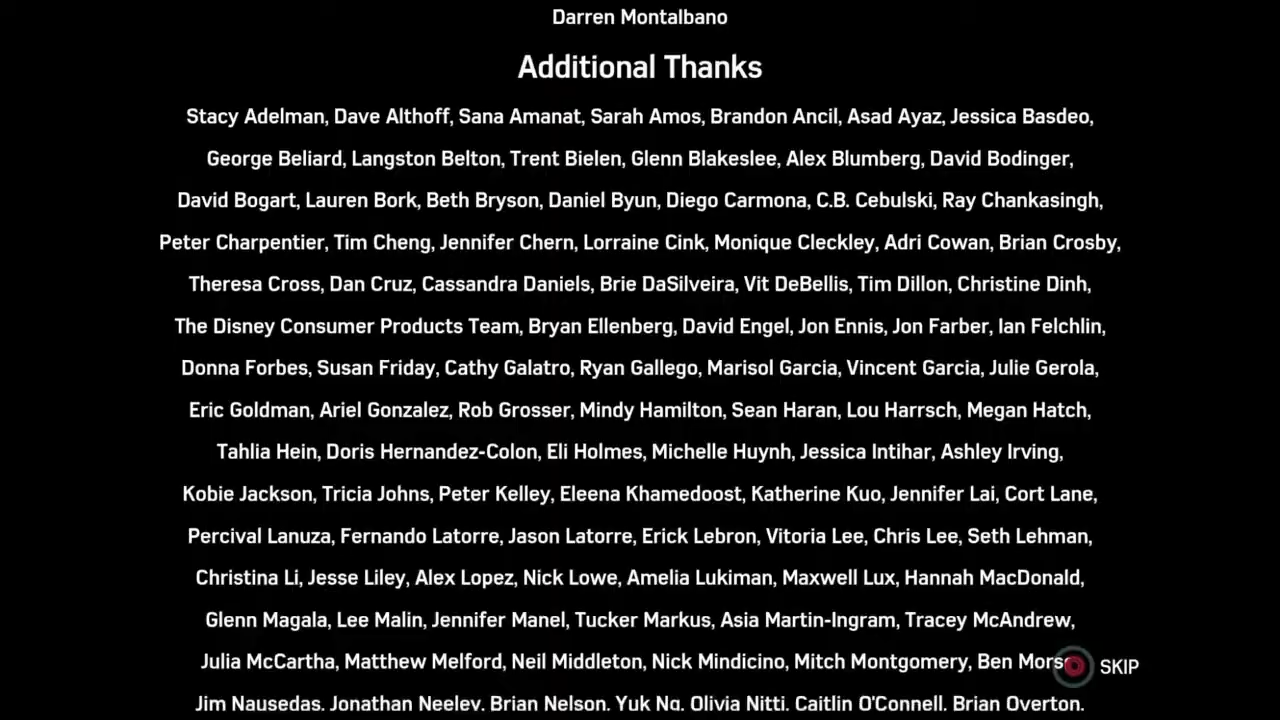 Darren Montalbano
Additional Thanks
Stacy Adelman, Dave Althoff, Sana Amanat, Sarah Amos, Brandon Ancil, Asad Ayaz, Jessica Basdeo,
George Beliard, Langston Belton, Trent Bielen, Glenn Blakeslee, Alex Blumberg, David Bodinger,
David Bogart, Lauren Bork, Beth Bryson, Daniel Byun, Diego Carmona, C.B. Cebulski, Ray Chankasingh,
Peter Charpentier, Tim Cheng, Jennifer Chern, Lorraine Cink, Monique Cleckley, Adri Cowan, Brian Crosby,
Theresa Cross, Dan Cruz, Cassandra Daniels, Brie DaSilveira, Vit DeBellis, Tim Dillon, Christine Dinh,
The Disney Consumer Products Team, Bryan Ellenberg, David Engel, Jon Ennis, Jon Farber, Ian Felchlin,
Donna Forbes, Susan Friday, Cathy Galatro, Ryan Gallego, Marisol Garcia, Vincent Garcia, Julie Gerola,
Eric Goldman, Ariel Gonzalez, Rob Grosser, Mindy Hamilton, Sean Haran, Lou Harrsch, Megan Hatch,
Tahlia Hein, Doris Hernandez-Colon, Eli Holmes, Michelle Huynh, Jessica Intihar, Ashley Irving,
Kobie Jackson, Tricia Johns, Peter Kelley, Eleena Khamedoost, Katherine Kuo, Jennifer Lai, Cort Lane,
Percival Lanuza, Fernando Latorre, Jason Latorre, Erick Lebron, Vitoria Lee, Chris Lee, Seth Lehman,
Christina Li, Jesse Liley, Alex Lopez, Nick Lowe, Amelia Lukiman, Maxwell Lux, Hannah MacDonald,
Glenn Magala, Lee Malin, Jennifer Manel, Tucker Markus, Asia Martin-Ingram, Tracey McAndrew,
Julia McCartha, Matthew Melford, Neil Middleton, Nick Mindicino, Mitch Montgomery, Ben Mors
SKIP
Jim Nausedas, Jonathan Neeley, Brian Nelson, Yuk Ng, Olivia Nitti, Caitlin O'Connell, Brian Overton,